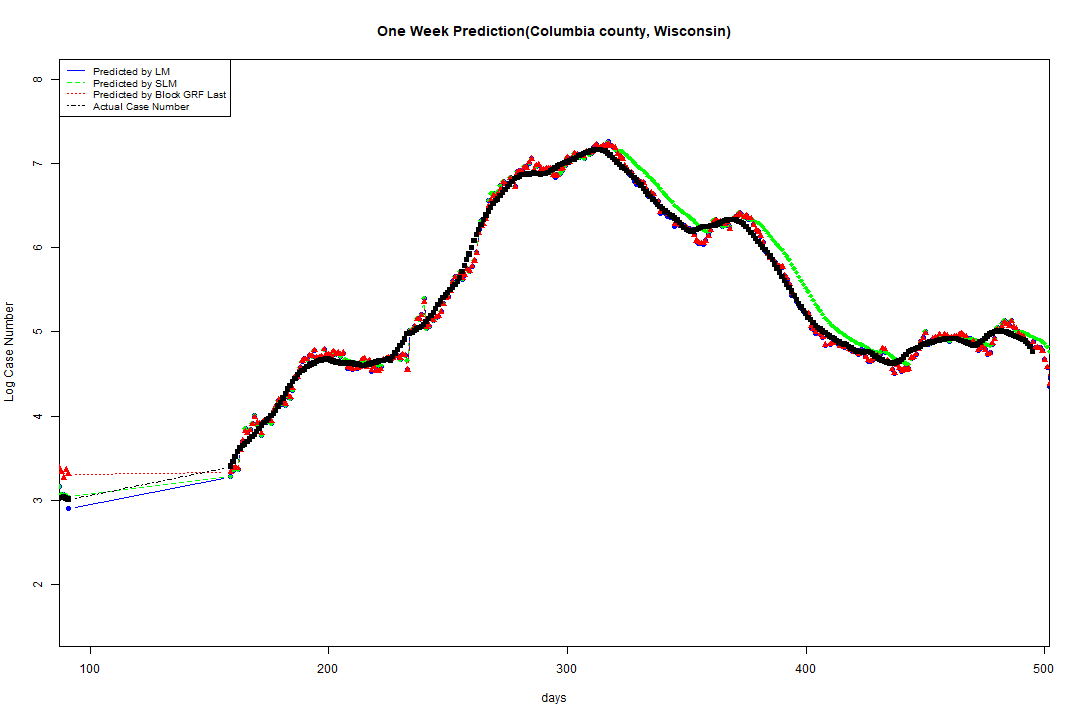 One Week Prediction(Columbia county, Wisconsin)
Predicted by LM
Predicted by SLM
Predicted by Block GRF Last
Actual Case Number
8
7
6
5
4
3
2
Log Case Number
100 200 300 400 500
days